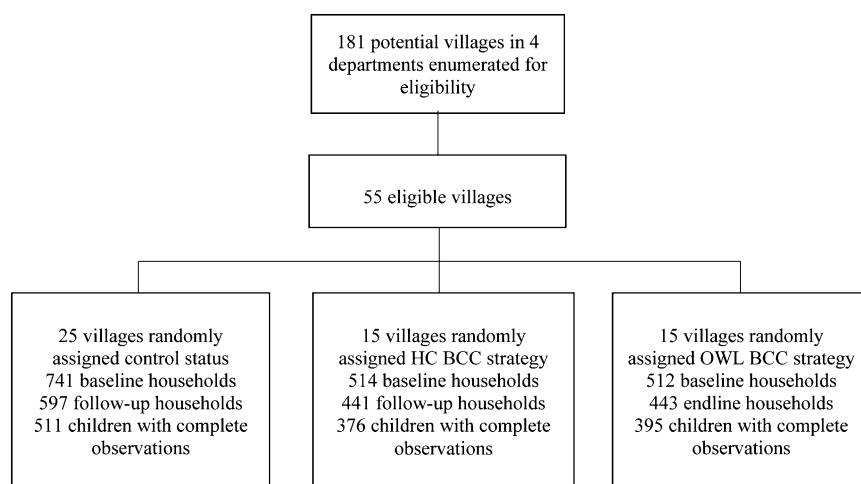 181 potential villages in 4
departments enumerated for
eligibility
55 eligible villages
25 villages randomly
assigned control status
741 baseline households
597 follow-up households
511 children with complete
observations
15 villages randomly
assigned HC BCC strategy
514 baseline households
441 follow-up households
376 children with complete
observations
15 villages randomly
assigned OWL BCC strategy
512 baseline households
443 endline households
395 children with complete
observations